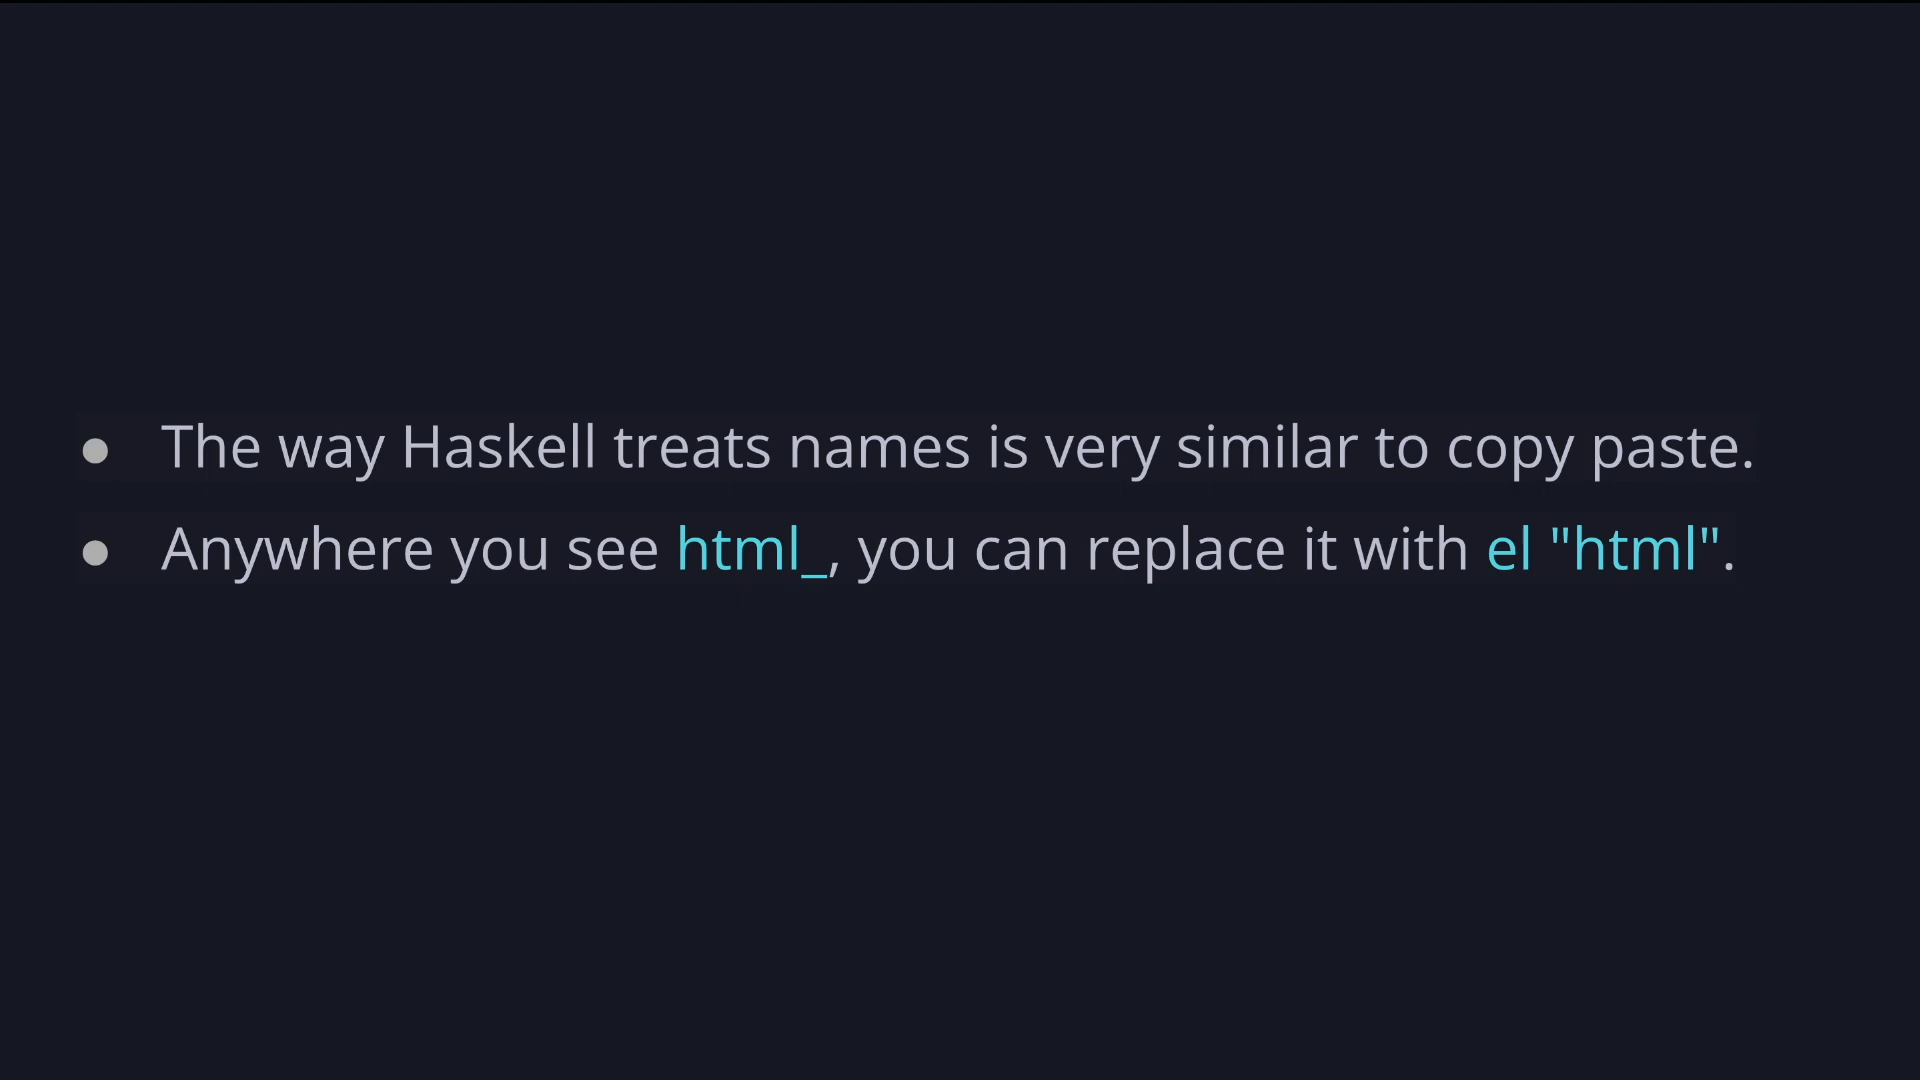 ● The way Haskell treats names is very similar to copy paste.
● Anywhere you see html_, you can replace it with el "html".